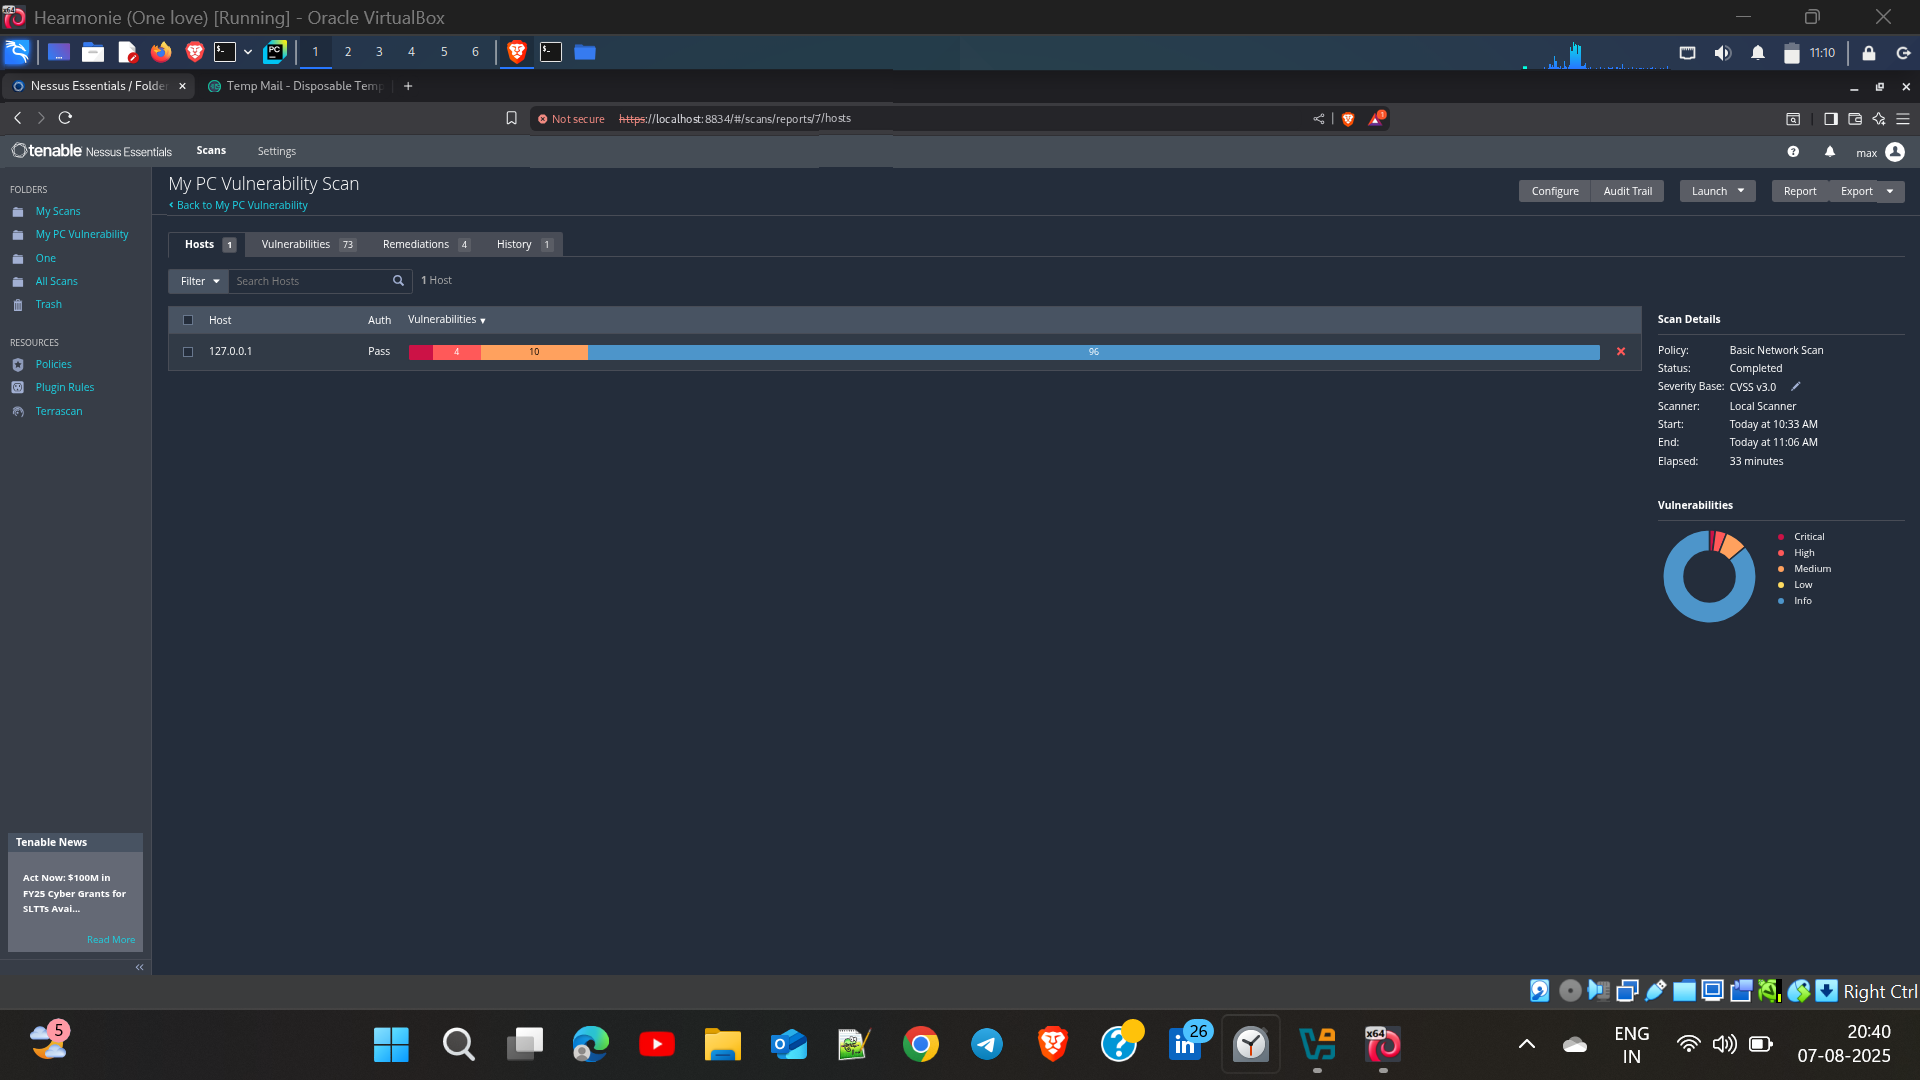 Hearmonie (One love) [Running] - Oracle VirtualBox
1 2 3 4 5 6
11:10
Nessus Essentials / Folde
Temp Mail - Disposable Temp
Not secure https://localhost:8834/#/scans/reports/7/hosts
1
tenable Nessus Essentials
Scans
Settings
max
FOLDERS
My Scans
My PC Vulnerability
One
All Scans
Trash
RESOURCES
Policies
Plugin Rules
Terrascan
My PC Vulnerability Scan
Back to My PC Vulnerability
Configure
Audit Trail
Launch
Report
Export
Hosts 1
Vulnerabilities 73
Remediations 4
History 1
Filter
Search Hosts
1 Host
Host Auth Vulnerabilities
127.0.0.1 Pass 4 10 96
Scan Details
Policy: Basic Network Scan
Status: Completed
Severity Base: CVSS v3.0
Scanner: Local Scanner
Start: Today at 10:33 AM
End: Today at 11:06 AM
Elapsed: 33 minutes
Vulnerabilities
Critical
High
Medium
Low
Info
Tenable News
Act Now: $100M in
FY25 Cyber Grants for
SLTTs Avai...
Read More
Right Ctrl
5
26
x64
ENG
IN
20:40
07-08-2025